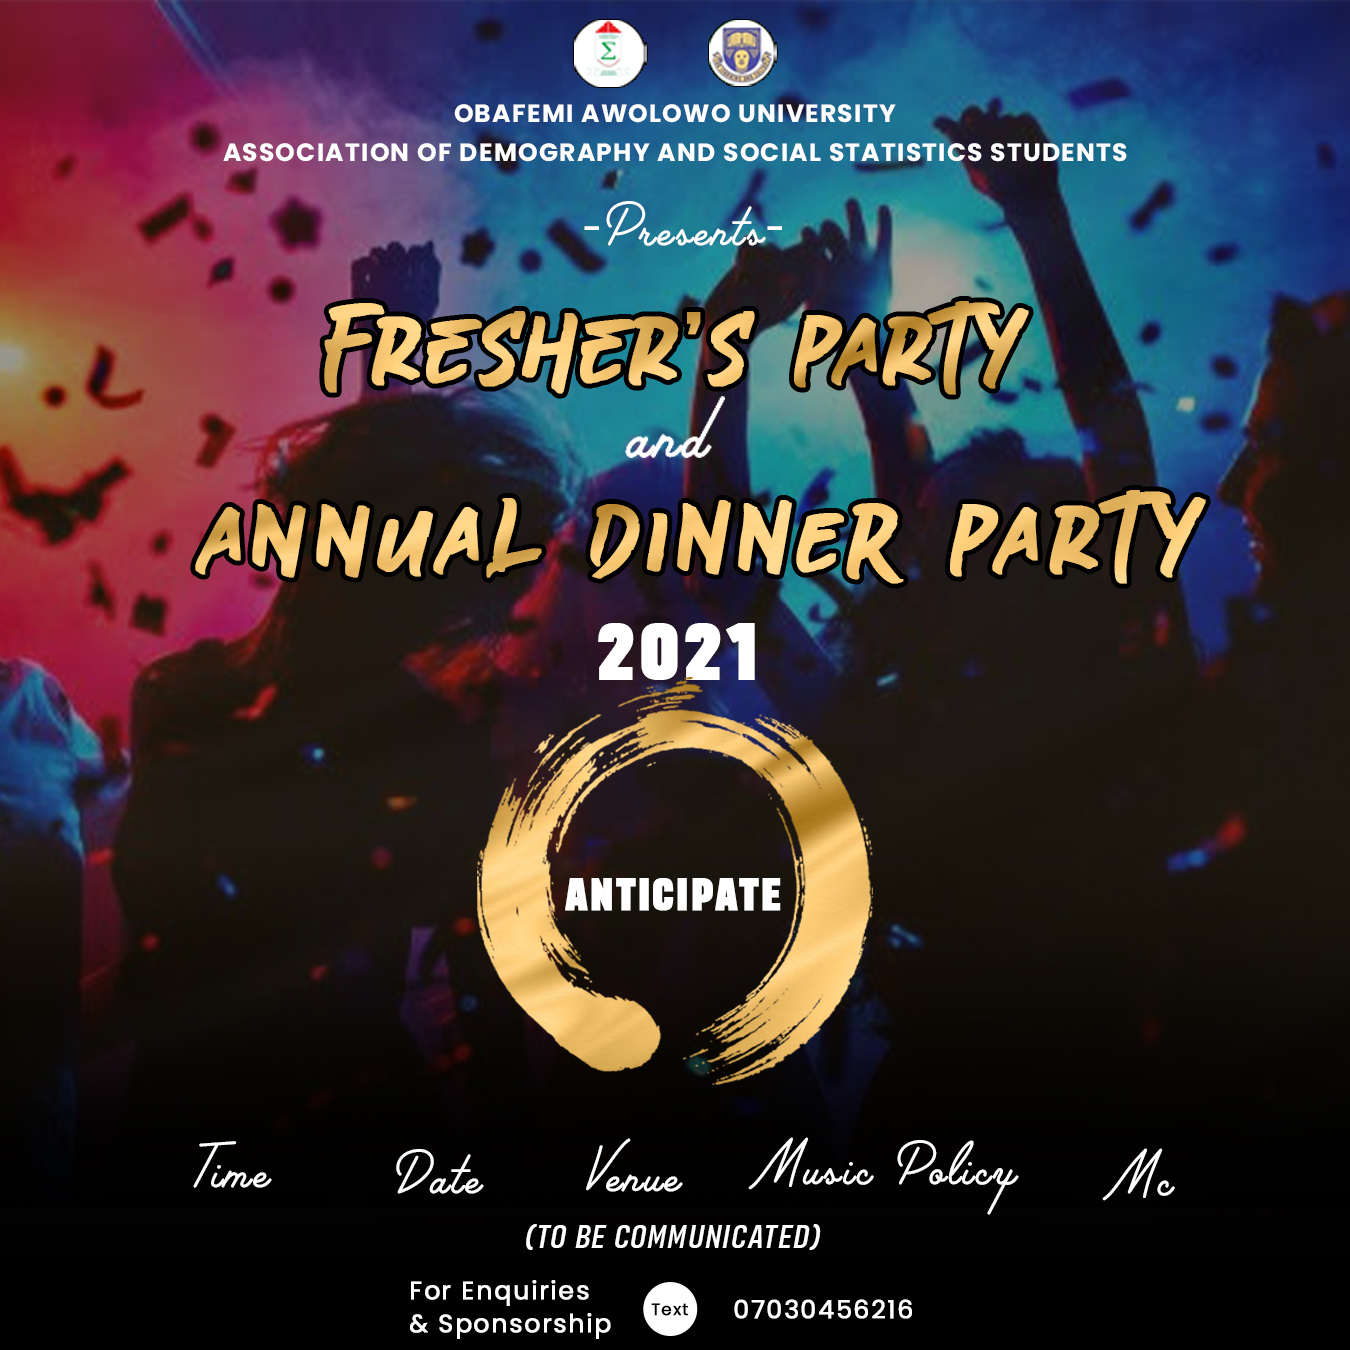 Σ
OBAFEMI AWOLOWO UNIVERSITY
ASSOCIATION OF DEMOGRAPHY AND SOCIAL STATISTICS STUDENTS
-Presents-
FRESHER'S PARTY
and
ANNUAL DINNER PARTY
2021
ANTICIPATE
Time Date Venue Music Policy Mc
(TO BE COMMUNICATED)
For Enquiries
& Sponsorship
Text
07030456216